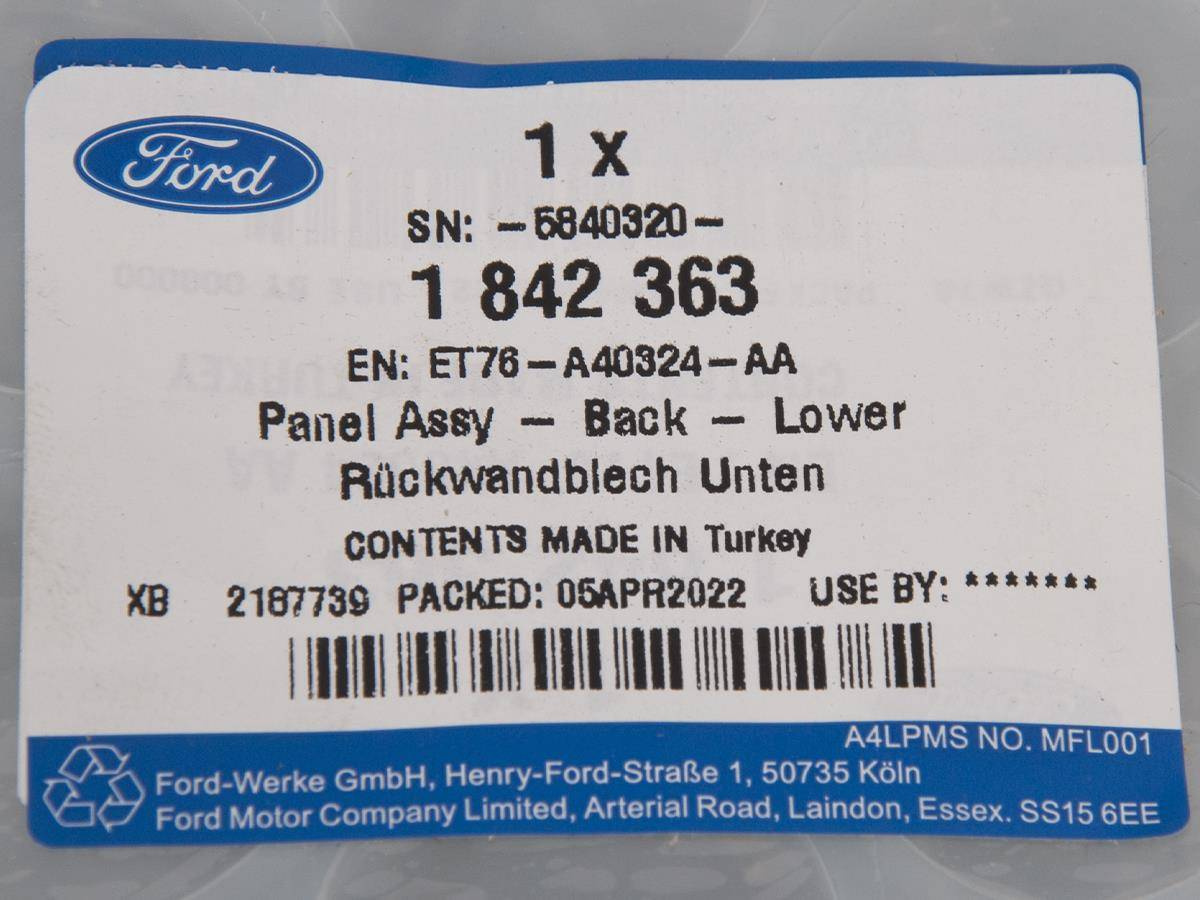 Ford
1 x
SN: -5840320-
1 842 363
EN: ET76-A40324-AA
Panel Assy - Back - Lower
Rückwandblech Unten
CONTENTS MADE IN Turkey
XB 2187739 PACKED: 05APR2022 USE BY: *******
A4LPMS NO. MFL001
Ford-Werke GmbH, Henry-Ford-Straße 1, 50735 Köln
Ford Motor Company Limited, Arterial Road, Laindon, Essex. SS15 6EE